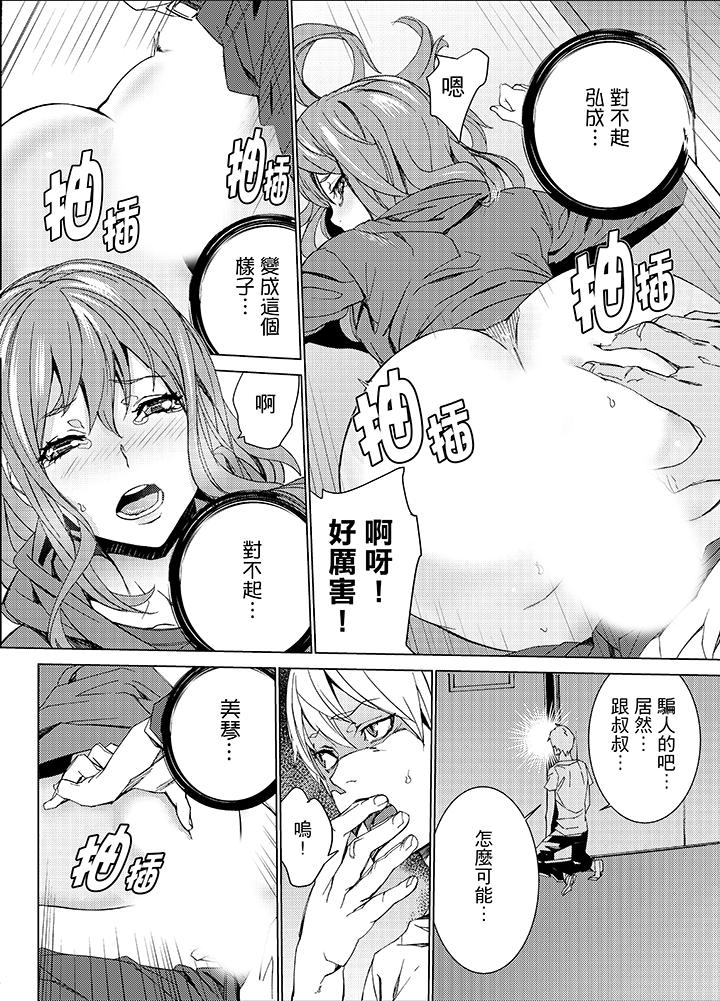 對不起
弘成…
嗯
抽插
抽插
啊呀！
好厲害！
抽插
抽插
變成這個
樣子…
啊
對不起…
騙人的吧…
居然…
跟叔叔…
怎麼可能…
嗚！
美琴…
抽插